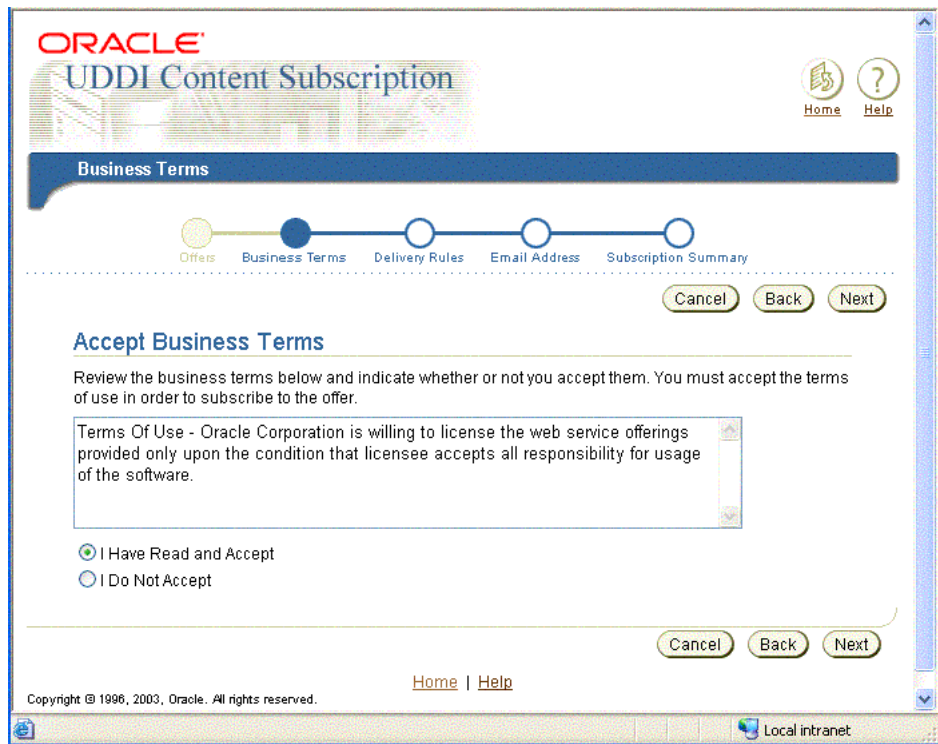 ORACLE
UDDI Content Subscription
Home
Help
Business Terms
Offers
Business Terms
Delivery Rules
Email Address
Subscription Summary
Cancel
Back
Next
Accept Business Terms
Review the business terms below and indicate whether or not you accept them. You must accept the terms
of use in order to subscribe to the offer.
Terms Of Use - Oracle Corporation is willing to license the web service offerings
provided only upon the condition that licensee accepts all responsibility for usage
of the software.
I Have Read and Accept
I Do Not Accept
Cancel
Back
Next
Home | Help
Copyright © 1996, 2003, Oracle. All rights reserved.
Local intranet